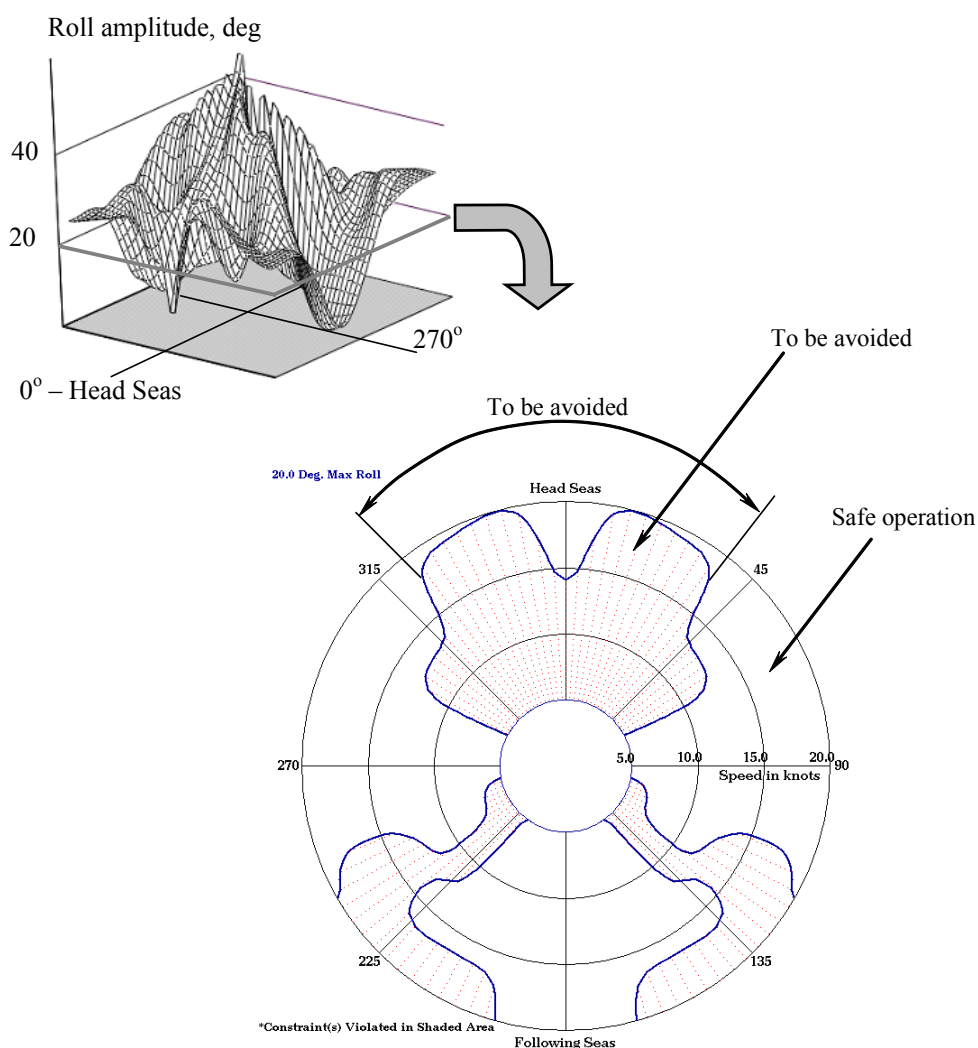 Roll amplitude, deg
40
20
270°
0° – Head Seas
To be avoided
To be avoided
20.0 Deg. Max Roll
Head Seas
Safe operation
315
45
270
5.0
10.0
15.0
20.0
90
Speed in knots
225
135
*Constraint(s) Violated in Shaded Area
Following Seas